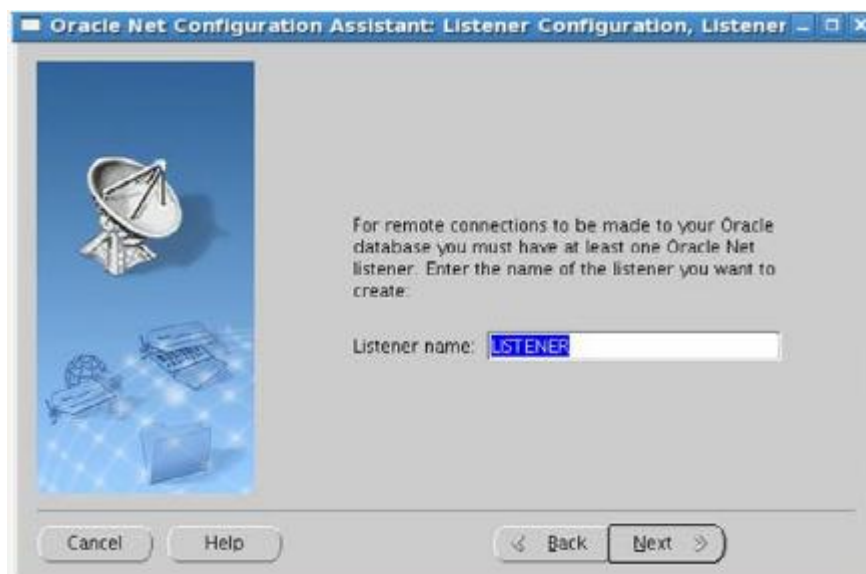 Oracle Net Configuration Assistant: Listener Configuration, Listener
For remote connections to be made to your Oracle
database you must have at least one Oracle Net
listener. Enter the name of the listener you want to
create:
Listener name: LISTENER
Cancel Help Back Next